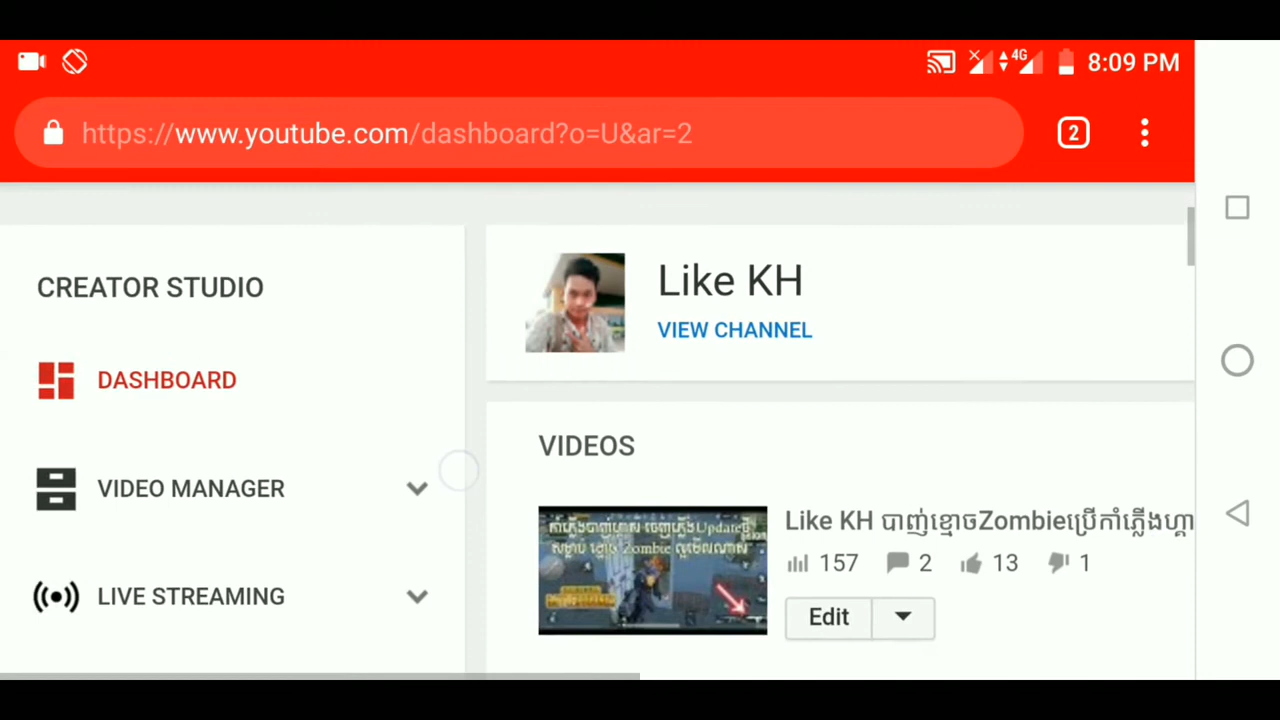 4G
8:09 PM
https://www.youtube.com/dashboard?o=U&ar=2
2
CREATOR STUDIO
Like KH
VIEW CHANNEL
DASHBOARD
VIDEOS
VIDEO MANAGER
Like KH បាញ់ខ្មោចZombieប្រើកាំភ្លើងហ្គា
157 2 13 1
LIVE STREAMING
Edit